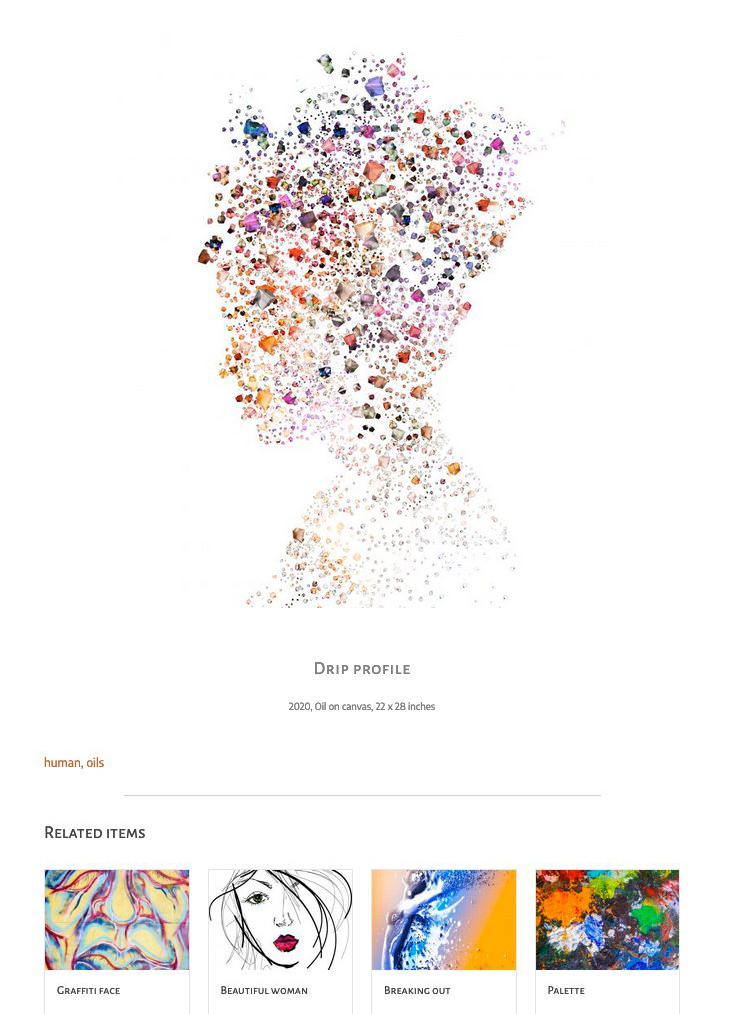 Drip profile
2020, Oil on canvas, 22 x 28 inches
human, oils
Related items
Graffiti face
Beautiful woman
Breaking out
Palette